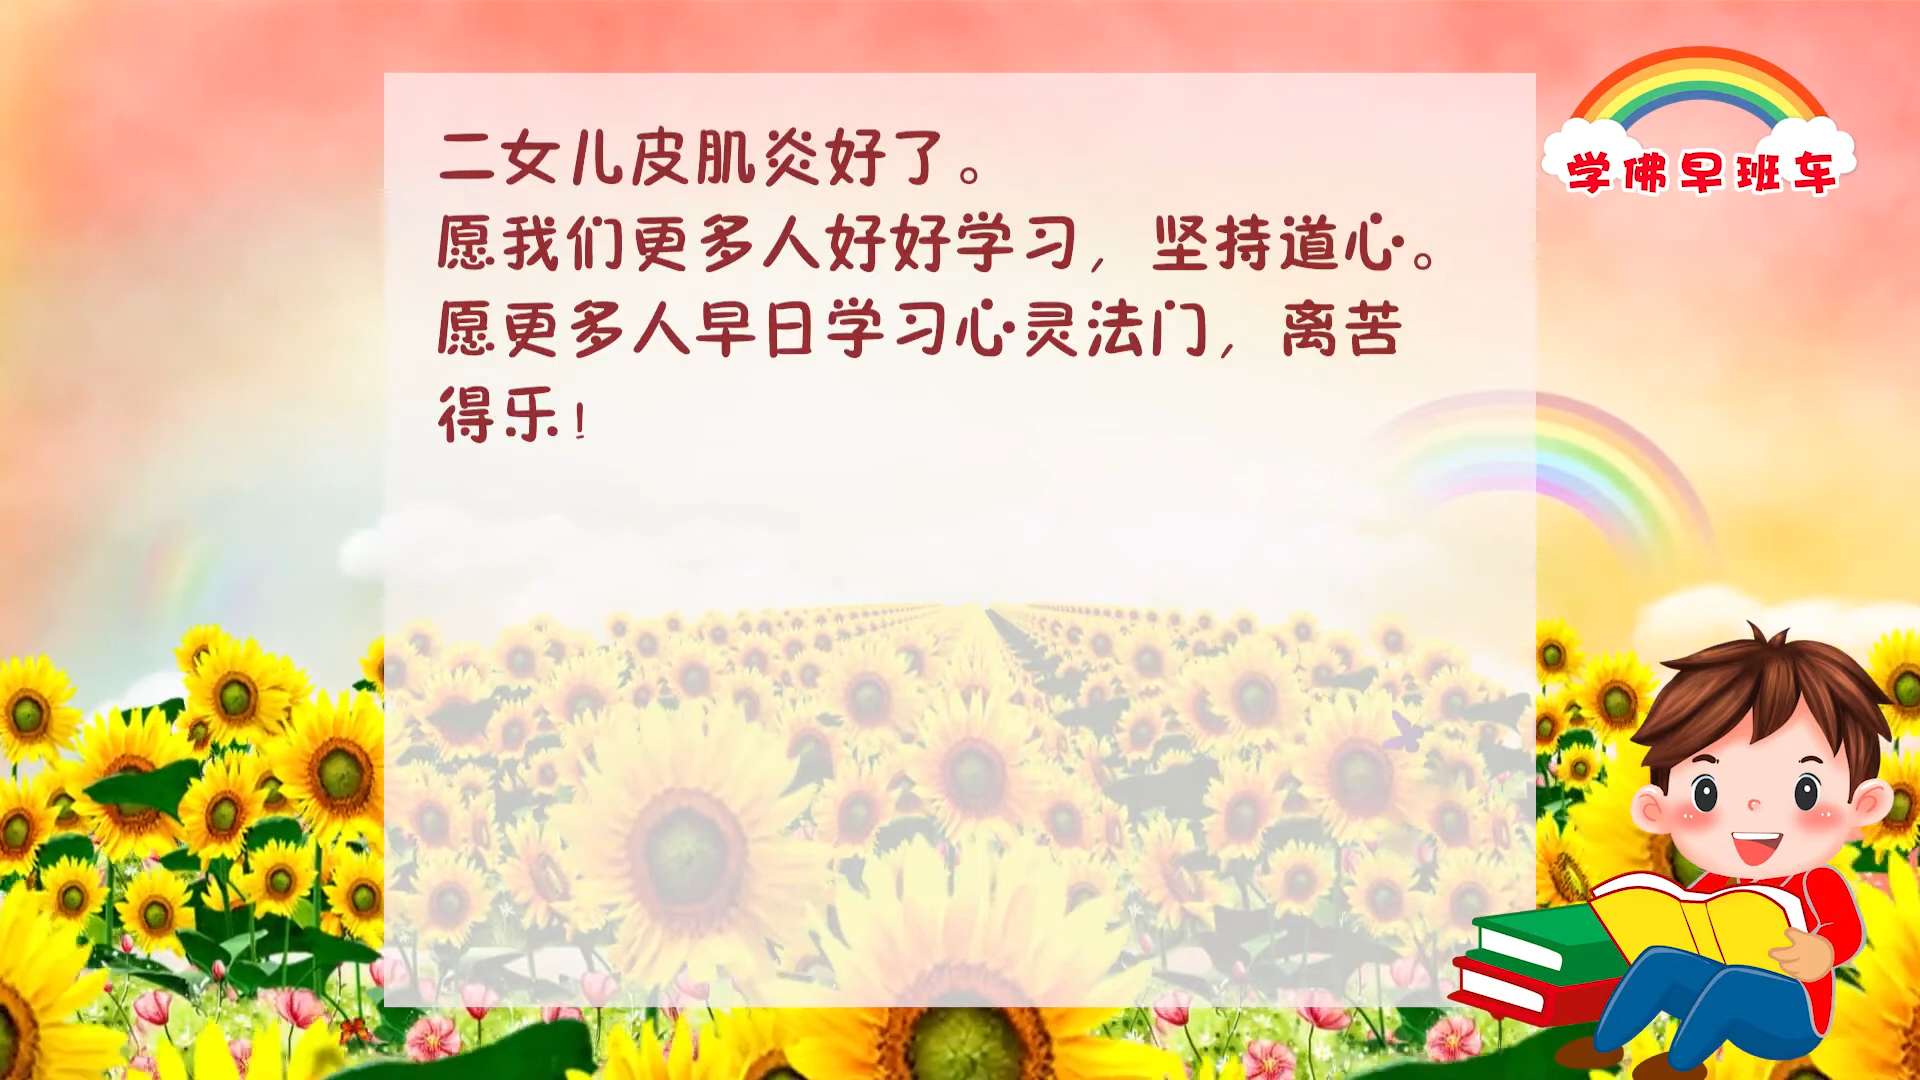 二女儿皮肌炎好了。
愿我们更多人好好学习，坚持道心。
愿更多人早日学习心灵法门，离苦
得乐！
学佛早班车